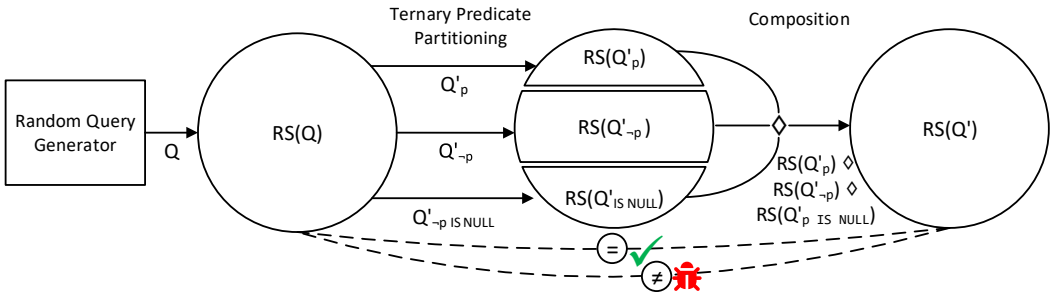 Ternary Predicate
Partitioning
Composition
Random Query
Generator
Q
RS(Q)
Q'p
Q'¬p
Q'¬p IS NULL
RS(Q'p)
RS(Q'¬p)
RS(Q'IS NULL)
◊
RS(Q'p) ◊
RS(Q'¬p) ◊
RS(Q'p IS NULL)
RS(Q')
=
≠